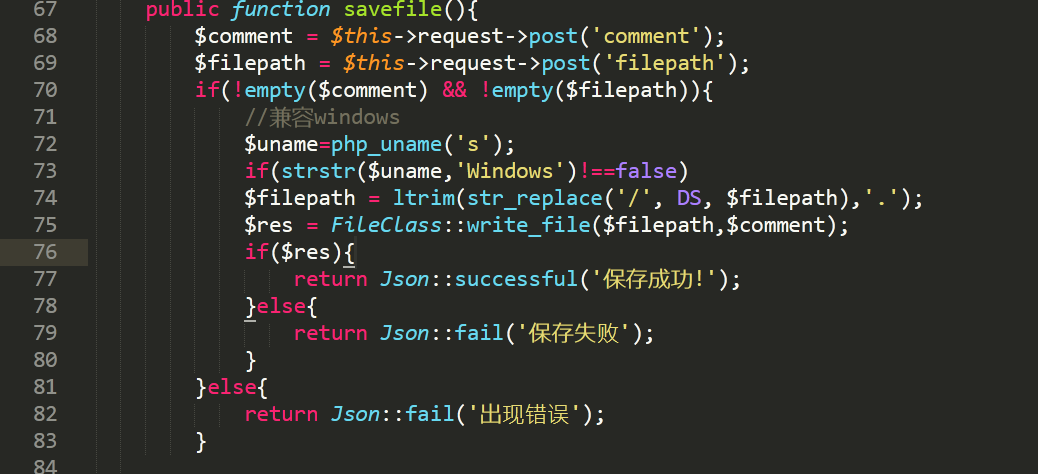 67 public function savefile(){
68 $comment = $this->request->post('comment');
69 $filepath = $this->request->post('filepath');
70 if(!empty($comment) && !empty($filepath)){
71 //兼容windows
72 $uname=php_uname('s');
73 if(strstr($uname,'Windows')!==false)
74 $filepath = ltrim(str_replace('/', DS, $filepath),'.');
75 $res = FileClass::write_file($filepath,$comment);
76 if($res){
77 return Json::successful('保存成功!');
78 }else{
79 return Json::fail('保存失败');
80 }
81 }else{
82 return Json::fail('出现错误');
83 }
84